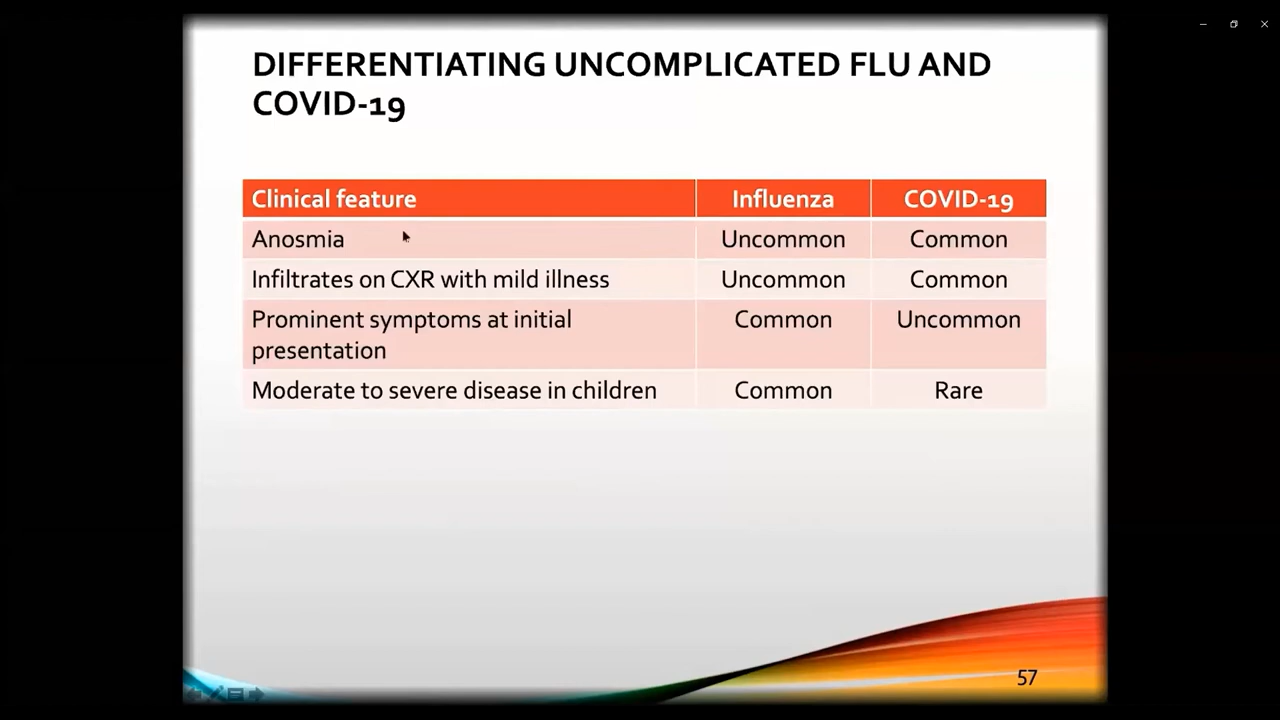 DIFFERENTIATING UNCOMPLICATED FLU AND
COVID-19
Clinical feature Influenza COVID-19
Anosmia Uncommon Common
Infiltrates on CXR with mild illness Uncommon Common
Prominent symptoms at initial Common Uncommon
presentation
Moderate to severe disease in children Common Rare
57